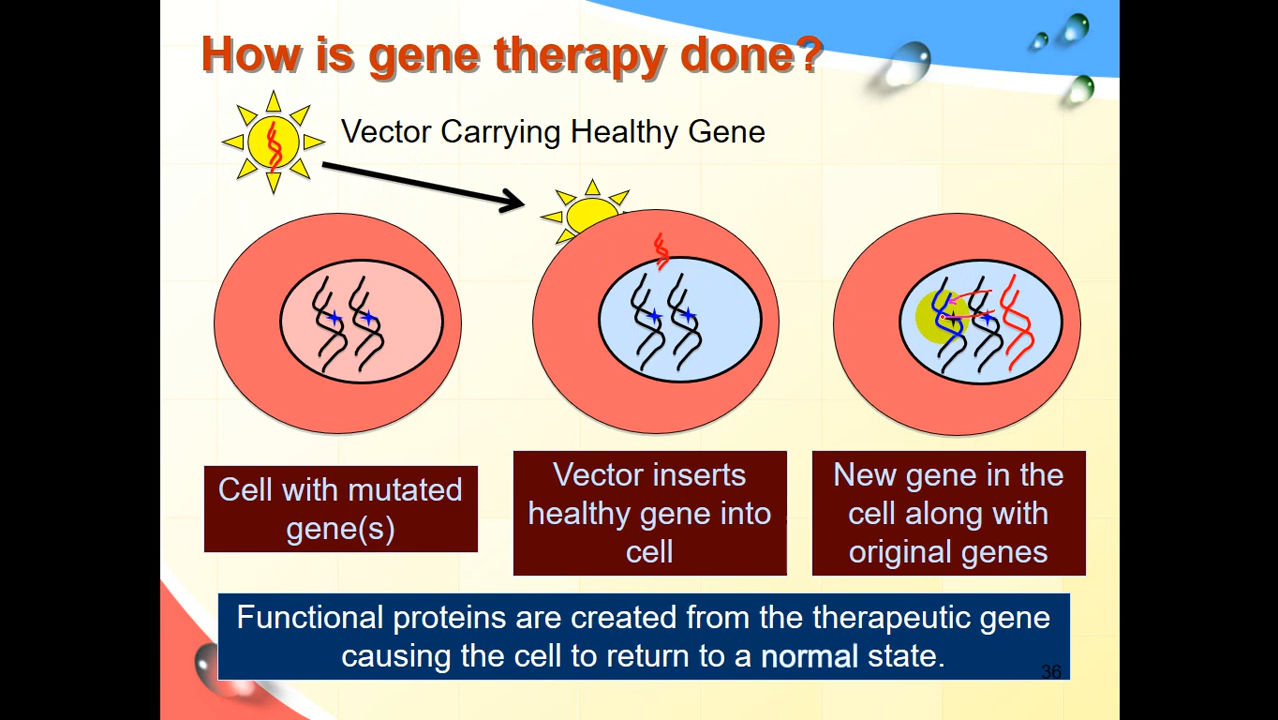 How is gene therapy done?
Vector Carrying Healthy Gene
Cell with mutated
gene(s)
Vector inserts
healthy gene into
cell
New gene in the
cell along with
original genes
Functional proteins are created from the therapeutic gene
causing the cell to return to a normal state.
36